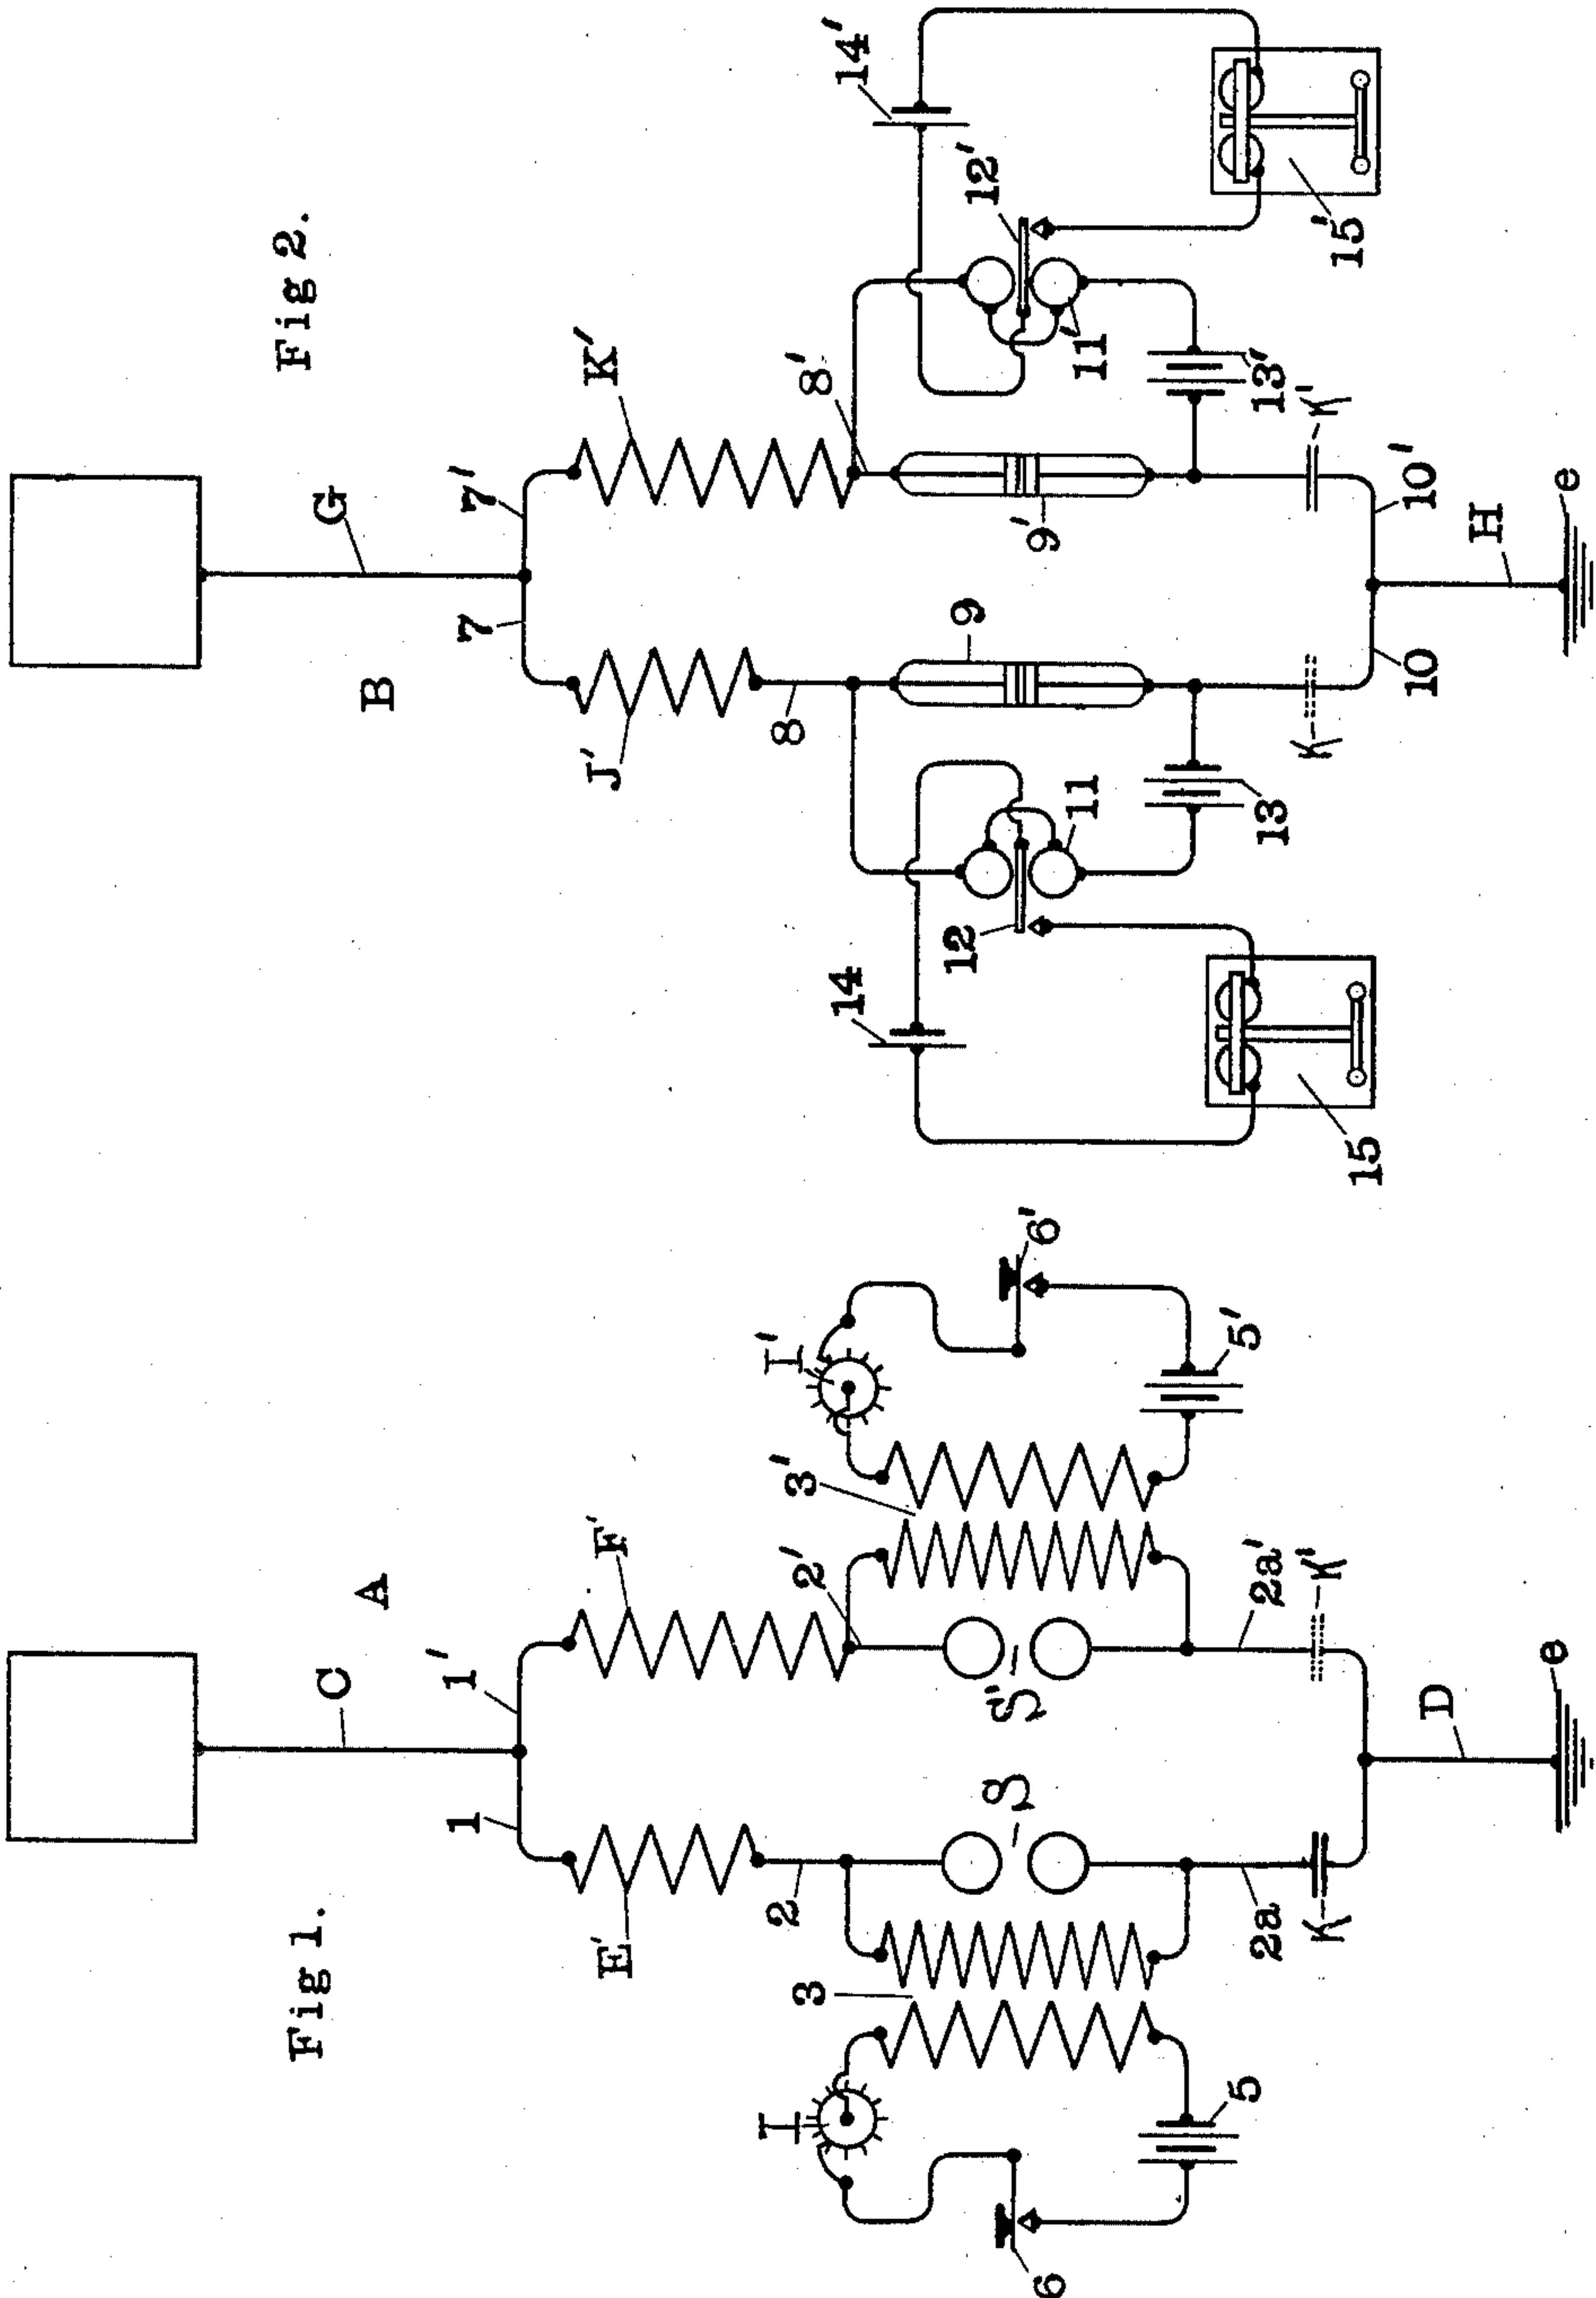 Fig 1.
A
C
1
1'
E'
F'
2
2'
3
3'
I
I'
S
S'
6
6'
5
5'
2a
2a'
K
K'
D
e
Fig 2.
B
G
7
7'
J'
K'
8
8'
9
9'
14
14'
12
12'
11
11'
13
13'
15
15'
K
K'
10
10'
H
e